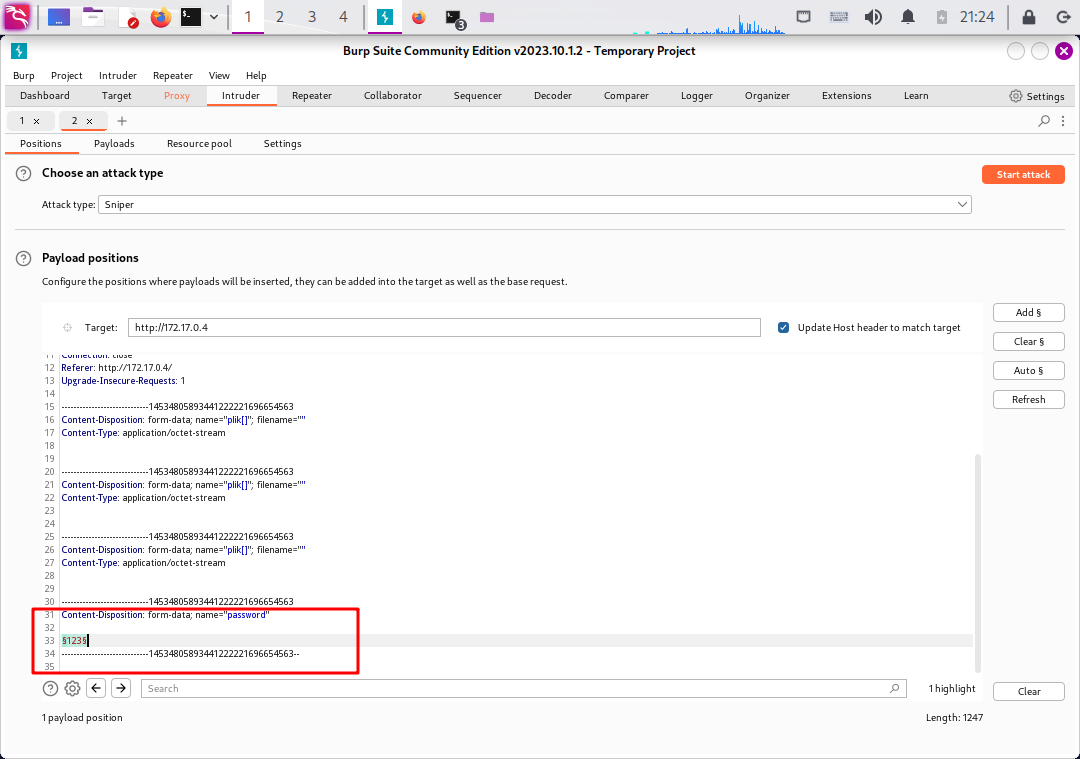 1 2 3 4 3 21:24
Burp Suite Community Edition v2023.10.1.2 - Temporary Project
Burp Project Intruder Repeater View Help
Dashboard Target Proxy Intruder Repeater Collaborator Sequencer Decoder Comparer Logger Organizer Extensions Learn Settings
1 × 2 × +
Positions Payloads Resource pool Settings
? Choose an attack type Start attack
Attack type: Sniper
? Payload positions
Configure the positions where payloads will be inserted, they can be added into the target as well as the base request.
Target: http://172.17.0.4 Update Host header to match target
Add §
Clear §
Auto §
Refresh
11 Connection: close
12 Referer: http://172.17.0.4/
13 Upgrade-Insecure-Requests: 1
14
15 -----------------------------14534805893441222221696654563
16 Content-Disposition: form-data; name="plik[]"; filename=""
17 Content-Type: application/octet-stream
18
19
20 -----------------------------14534805893441222221696654563
21 Content-Disposition: form-data; name="plik[]"; filename=""
22 Content-Type: application/octet-stream
23
24
25 -----------------------------14534805893441222221696654563
26 Content-Disposition: form-data; name="plik[]"; filename=""
27 Content-Type: application/octet-stream
28
29
30 -----------------------------14534805893441222221696654563
31 Content-Disposition: form-data; name="password"
32
33 §123§
34 -----------------------------14534805893441222221696654563--
35
? Search 1 highlight Clear
1 payload position Length: 1247